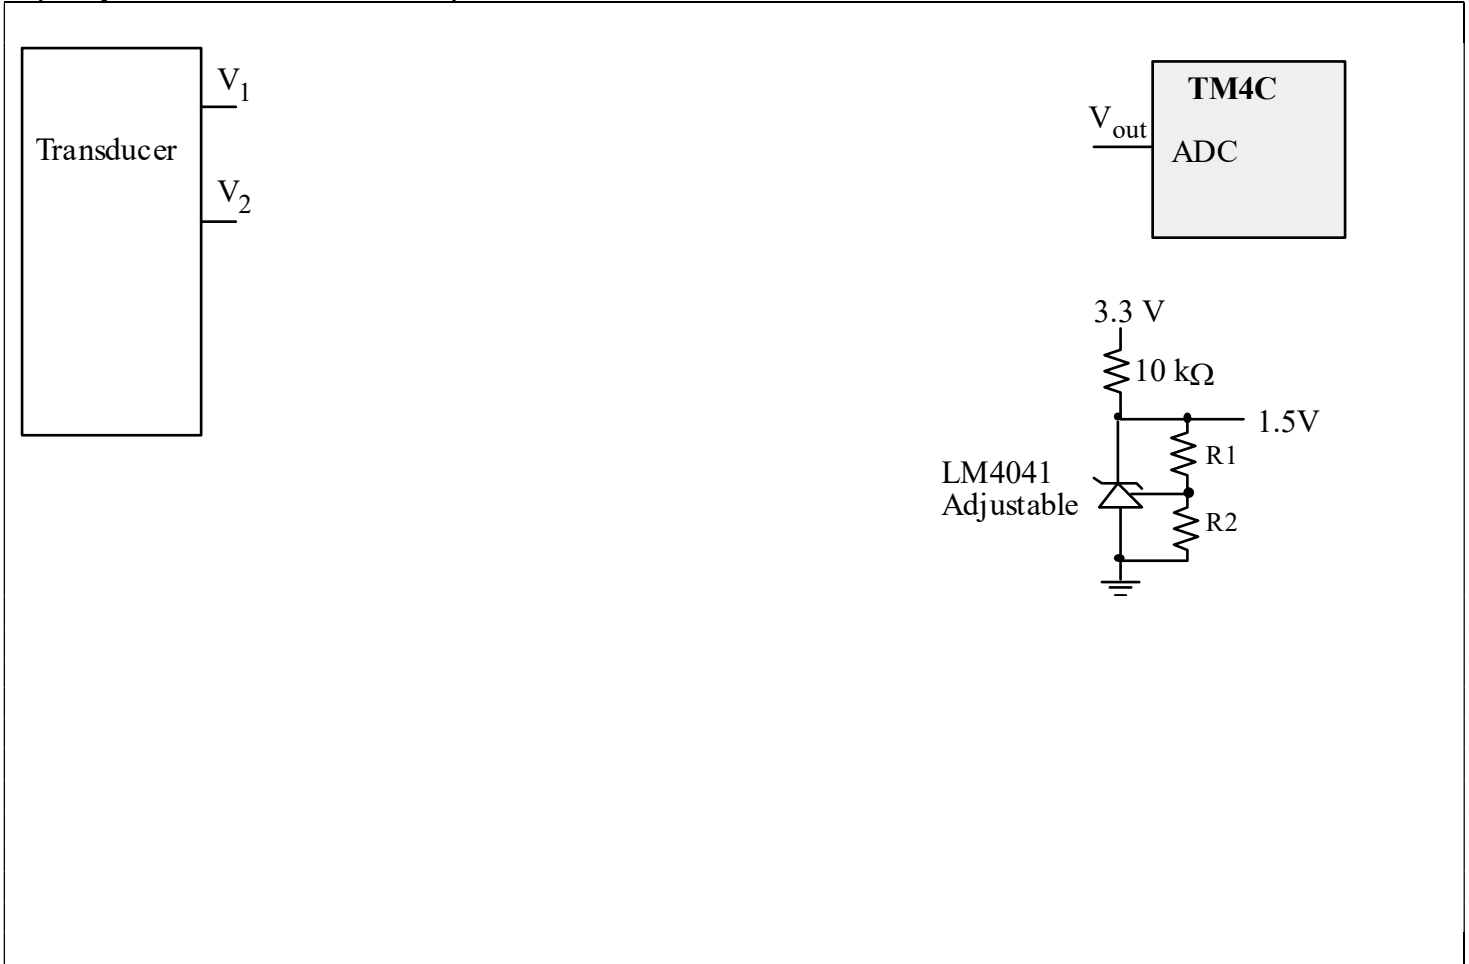 V1
Transducer
V2
TM4C
Vout
ADC
3.3 V
10 kΩ
1.5V
R1
LM4041
Adjustable
R2